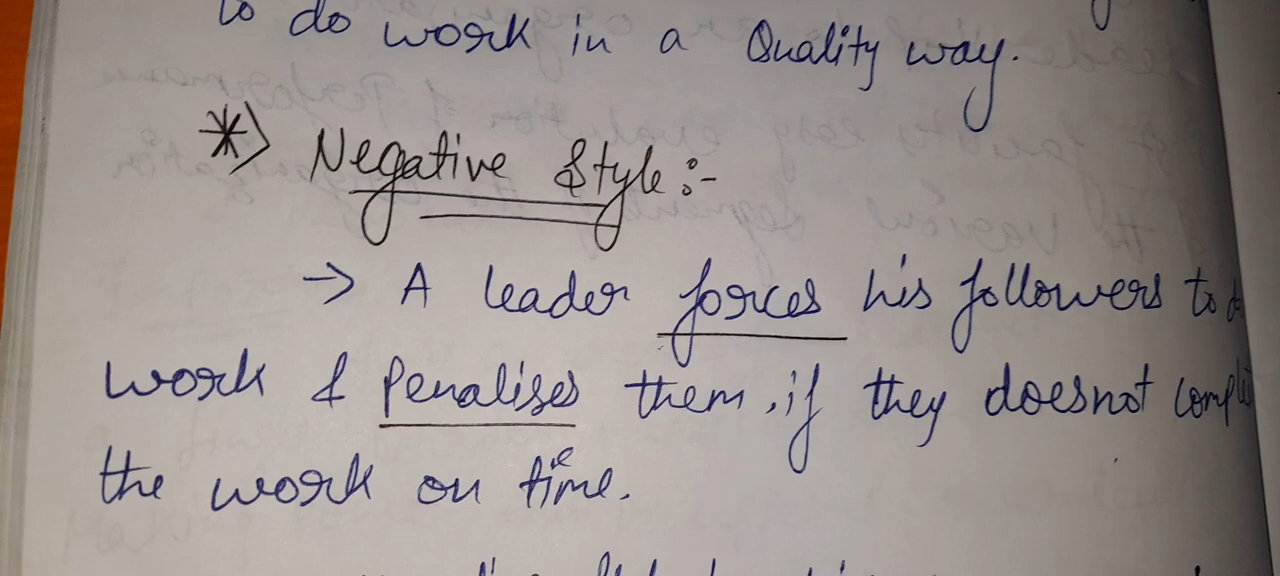 to do work in a Quality way.
*) Negative Style :-
→ A leader forces his followers to
work & Penalises them, if they doesnot
the work on time.